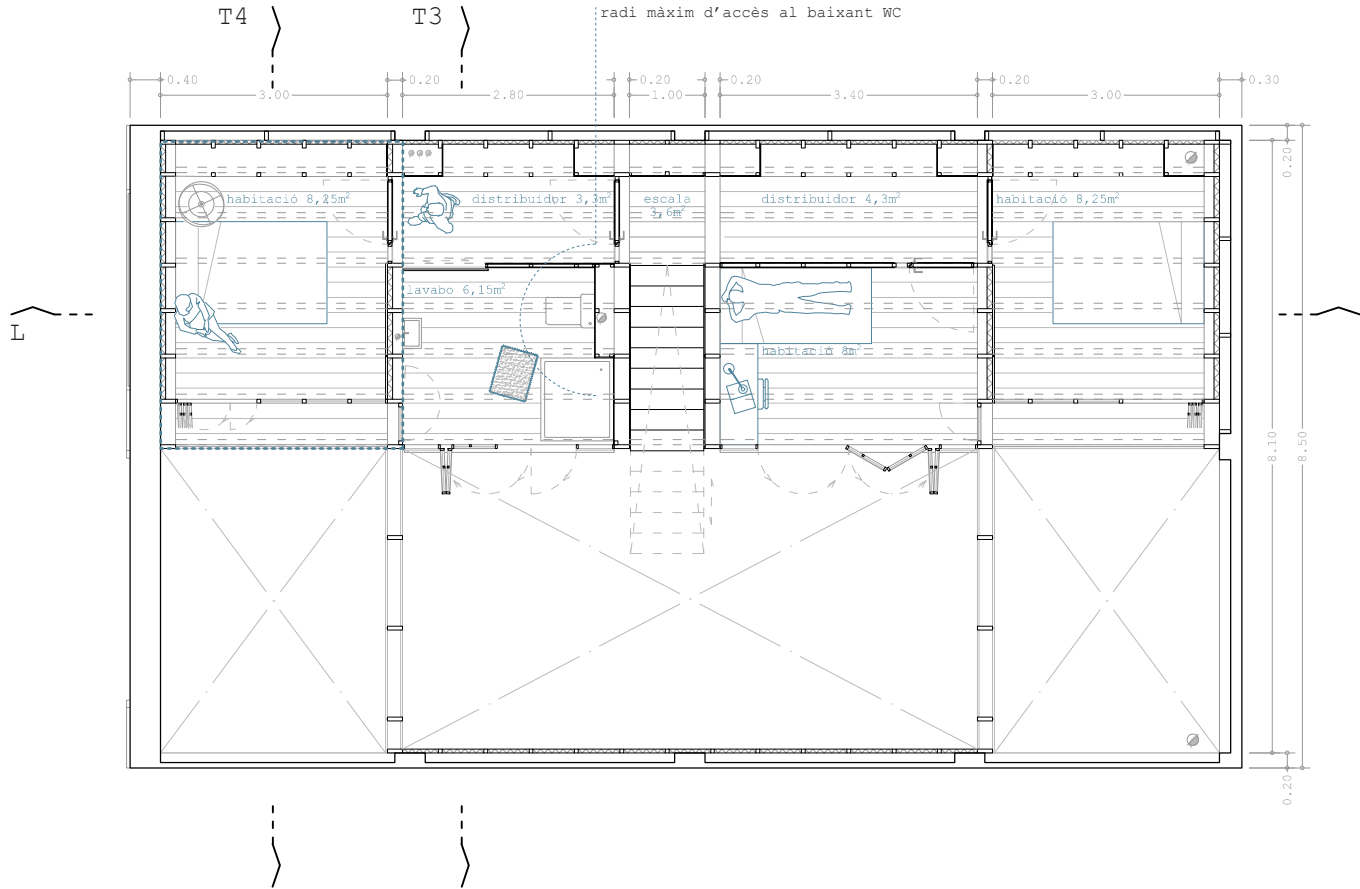 T4
T3
radi màxim d’accès al baixant WC
0.40
0.20
0.20
0.20
0.20
0.30
3.00
2.80
1.00
3.40
3.00
0.20
habitació 8,25m²
distribuidor 3,3m²
escala
3,6m²
distribuidor 4,3m²
habitació 8,25m²
lavabo 6,15m²
L
habitació 8m²
8.10
8.50
0.20